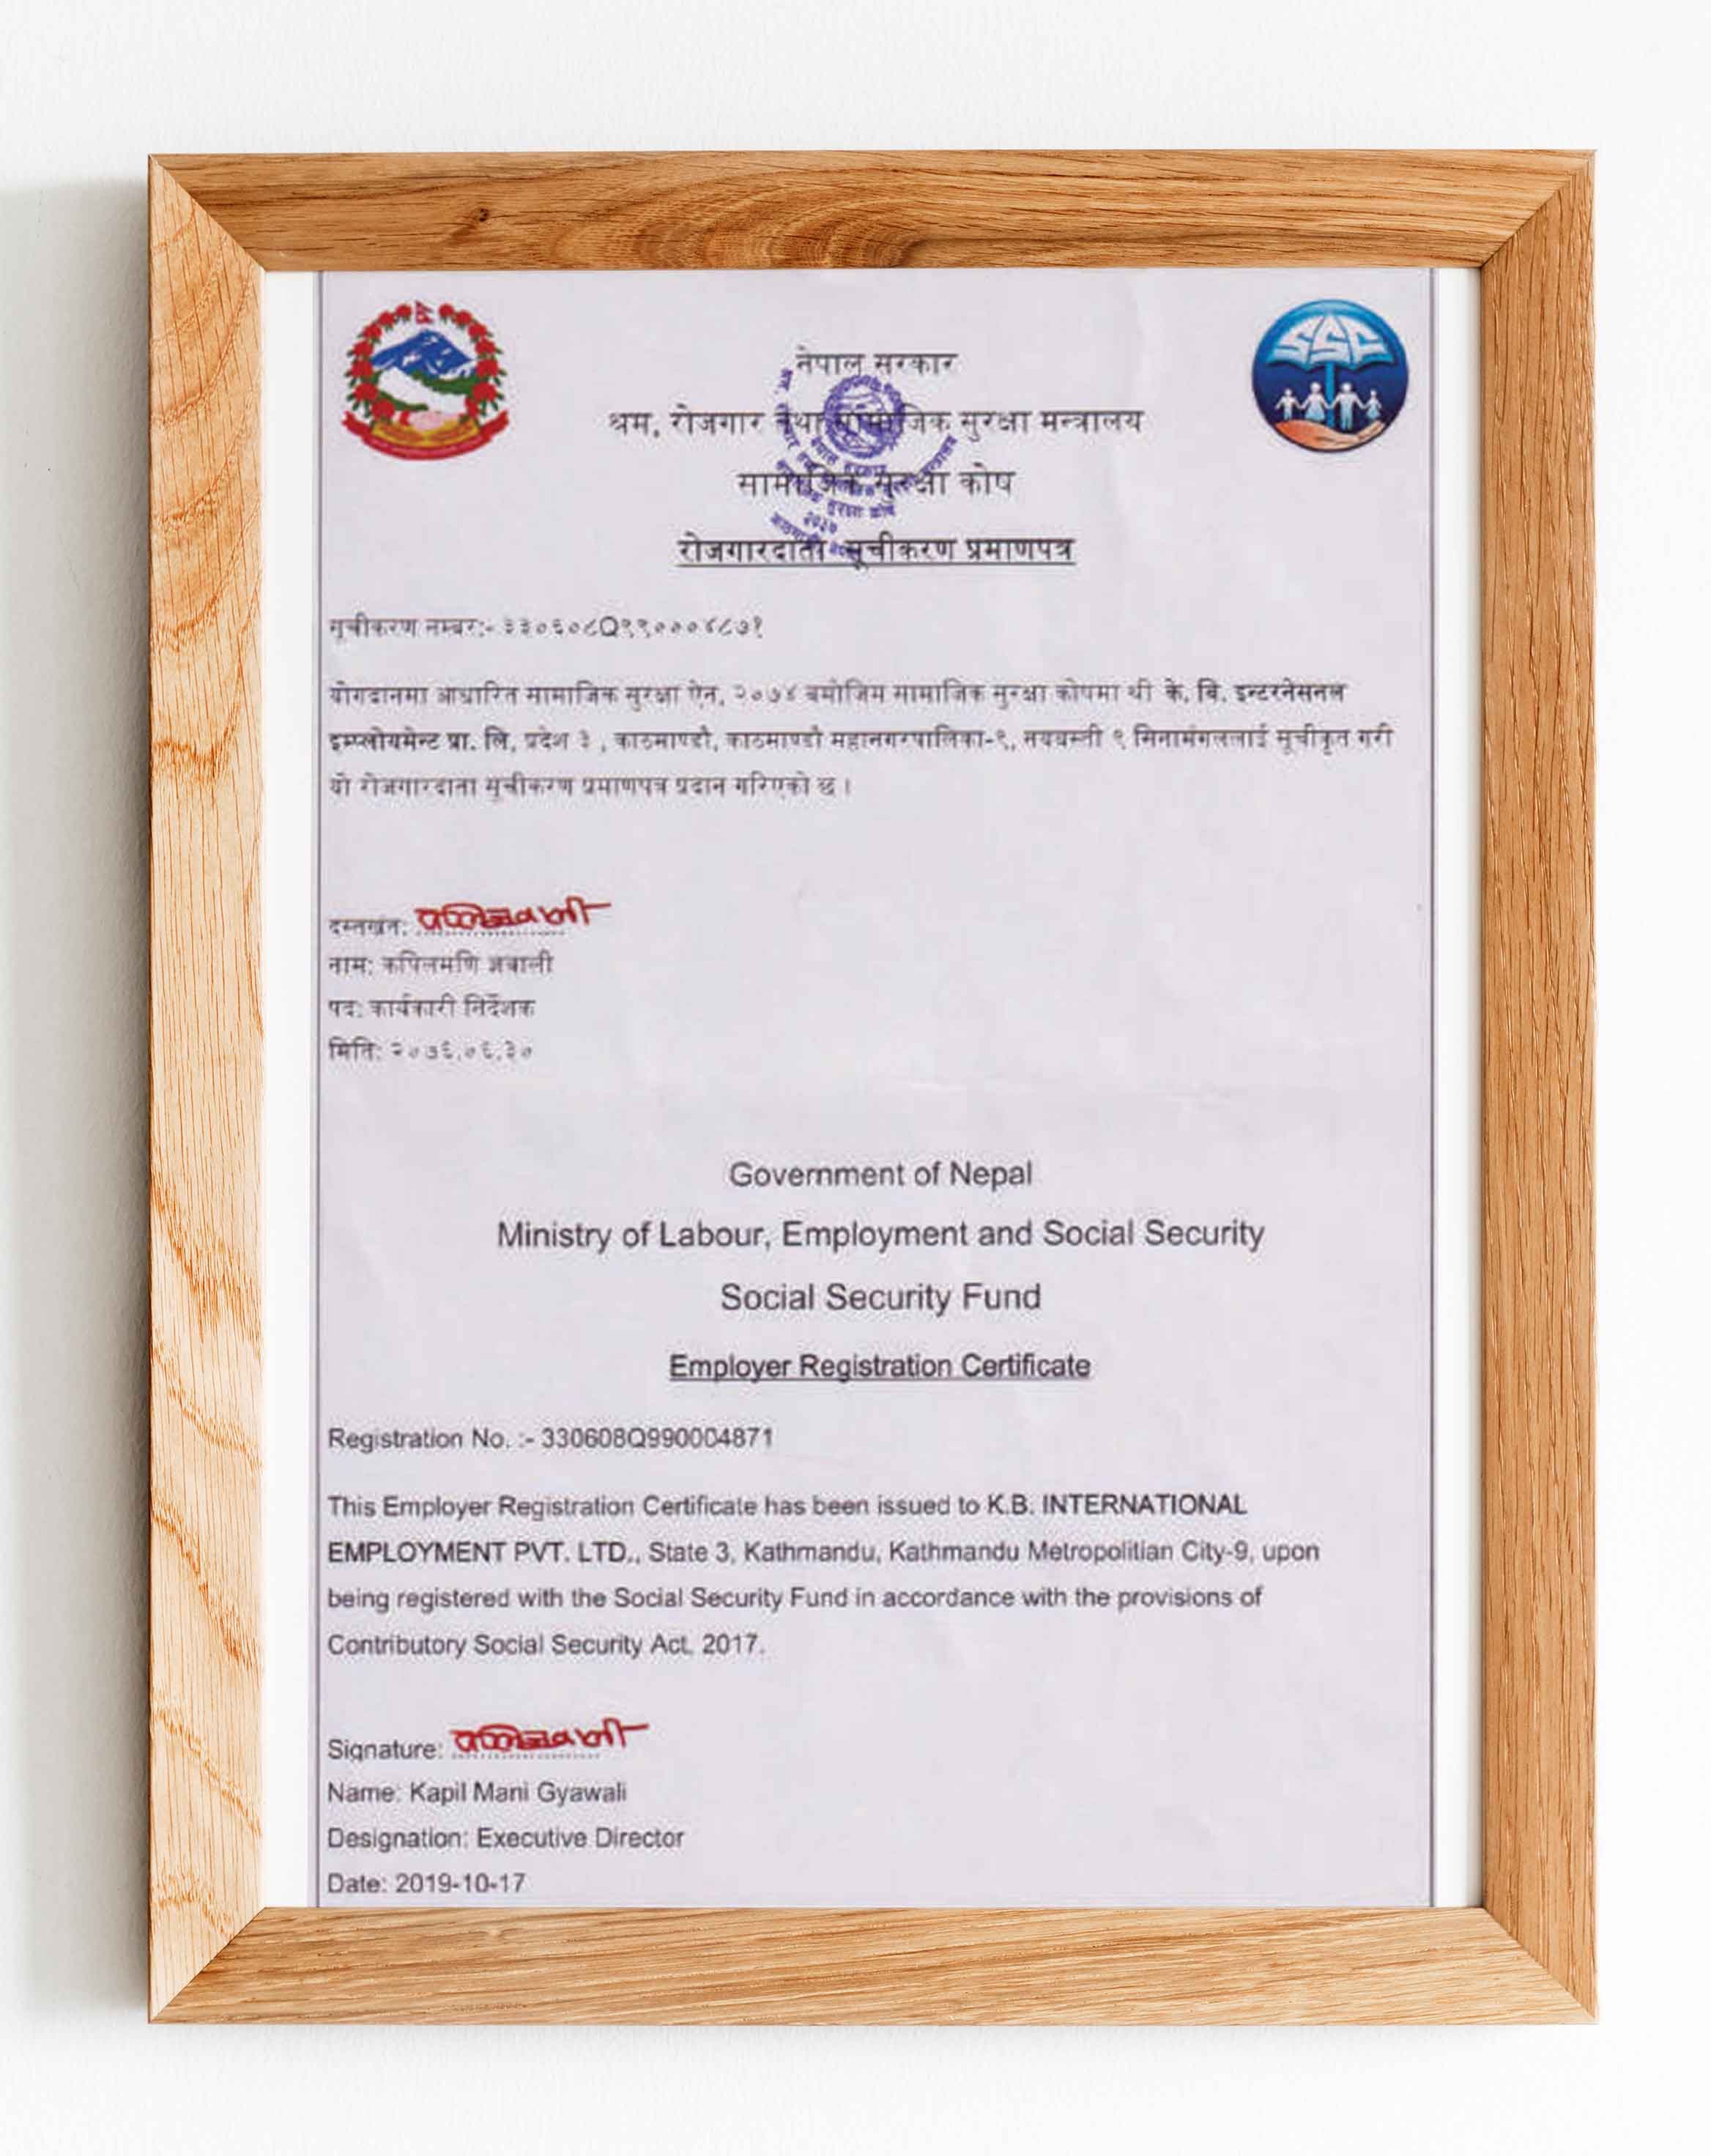 SSF
नेपाल सरकार
श्रम, रोजगार तथा सामाजिक सुरक्षा मन्त्रालय
सामाजिक सुरक्षा कोष
रोजगारदाता सूचीकरण प्रमाणपत्र
सूचीकरण नम्बर:- ३३०६०८Q९९०००४८७१
योगदानमा आधारित सामाजिक सुरक्षा ऐन, २०७४ बमोजिम सामाजिक सुरक्षा कोषमा श्री के. बि. इन्टरनेसनल
इम्प्लोयमेन्ट प्रा. लि, प्रदेश ३ , काठमाण्डौ, काठमाण्डौ महानगरपालिका-९, नयबस्ती ९ सिनामंगललाई सूचीकृत गरी
यो रोजगारदाता सूचीकरण प्रमाणपत्र प्रदान गरिएको छ ।
दस्तखत:
नाम: कपिलमणि ज्ञवाली
पद: कार्यकारी निर्देशक
मिति: २०७६.०६.३०
Government of Nepal
Ministry of Labour, Employment and Social Security
Social Security Fund
Employer Registration Certificate
Registration No. :- 330608Q990004871
This Employer Registration Certificate has been issued to K.B. INTERNATIONAL
EMPLOYMENT PVT. LTD., State 3, Kathmandu, Kathmandu Metropolitian City-9, upon
being registered with the Social Security Fund in accordance with the provisions of
Contributory Social Security Act, 2017.
Signature:
Name: Kapil Mani Gyawali
Designation: Executive Director
Date: 2019-10-17